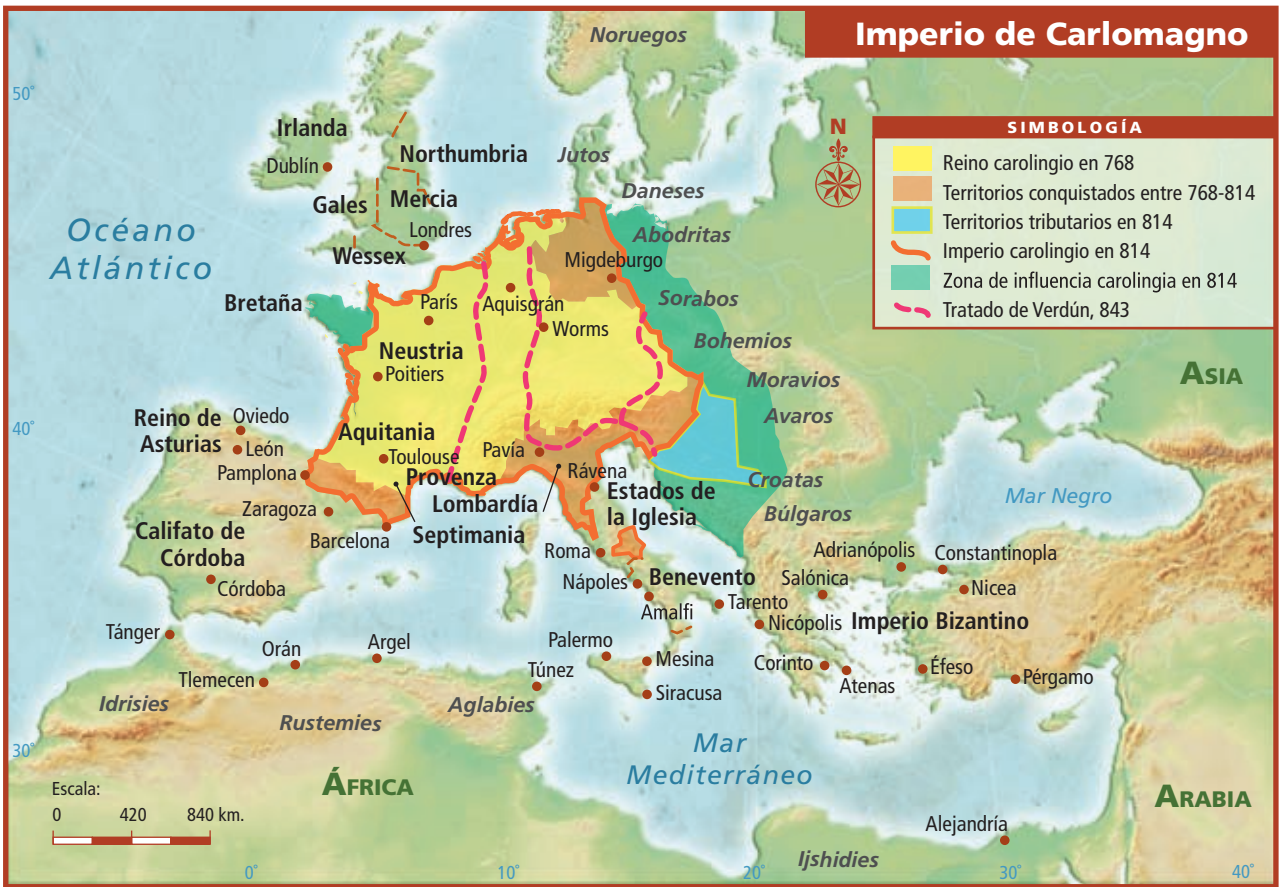 Imperio de Carlomagno
SIMBOLOGÍA
Reino carolingio en 768
Territorios conquistados entre 768-814
Territorios tributarios en 814
Imperio carolingio en 814
Zona de influencia carolingia en 814
Tratado de Verdún, 843
N
Noruegos
50°
Irlanda
Dublín
Northumbria
Jutos
Gales
Mercia
Daneses
Londres
Océano
Atlántico
Wessex
Abodritas
Migdeburgo
Bretaña
París
Aquisgrán
Sorabos
Worms
Bohemios
Neustria
Poitiers
Moravios
ASIA
Avaros
Reino de
Asturias
Oviedo
León
40°
Aquitania
Toulouse
Pavía
Pamplona
Provenza
Rávena
Croatas
Lombardía
Estados de
la Iglesia
Mar Negro
Zaragoza
Búlgaros
Califato de
Córdoba
Barcelona
Septimania
Roma
Adrianópolis
Constantinopla
Córdoba
Nápoles
Benevento
Salónica
Nicea
Amalfi
Tarento
Nicópolis
Imperio Bizantino
Tánger
Orán
Argel
Palermo
Mesina
Corinto
Éfeso
Tlemecen
Túnez
Atenas
Pérgamo
Siracusa
Idrisies
Rustemies
Aglabies
30°
Mar
Mediterráneo
ÁFRICA
ARABIA
Escala:
0 420 840 km.
Alejandría
Ijshidies
0° 10° 20° 30° 40°